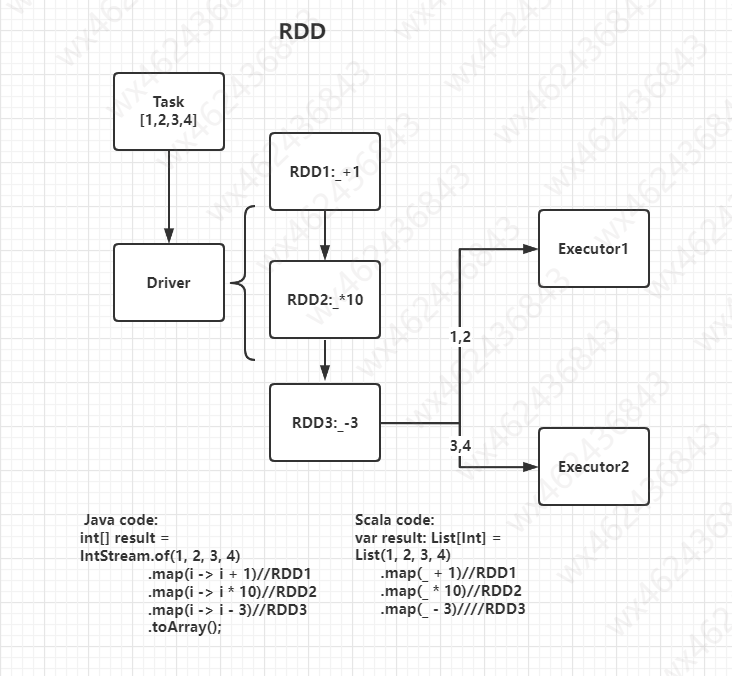 RDD
Task
[1,2,3,4]
RDD1:_+1
Driver
RDD2:_*10
RDD3:_-3
Executor1
1,2
3,4
Executor2
Java code:
int[] result =
IntStream.of(1, 2, 3, 4)
.map(i -> i + 1)//RDD1
.map(i -> i * 10)//RDD2
.map(i -> i - 3)//RDD3
.toArray();
Scala code:
var result: List[Int] =
List(1, 2, 3, 4)
.map(_ + 1)//RDD1
.map(_ * 10)//RDD2
.map(_ - 3)////RDD3
wx462436843